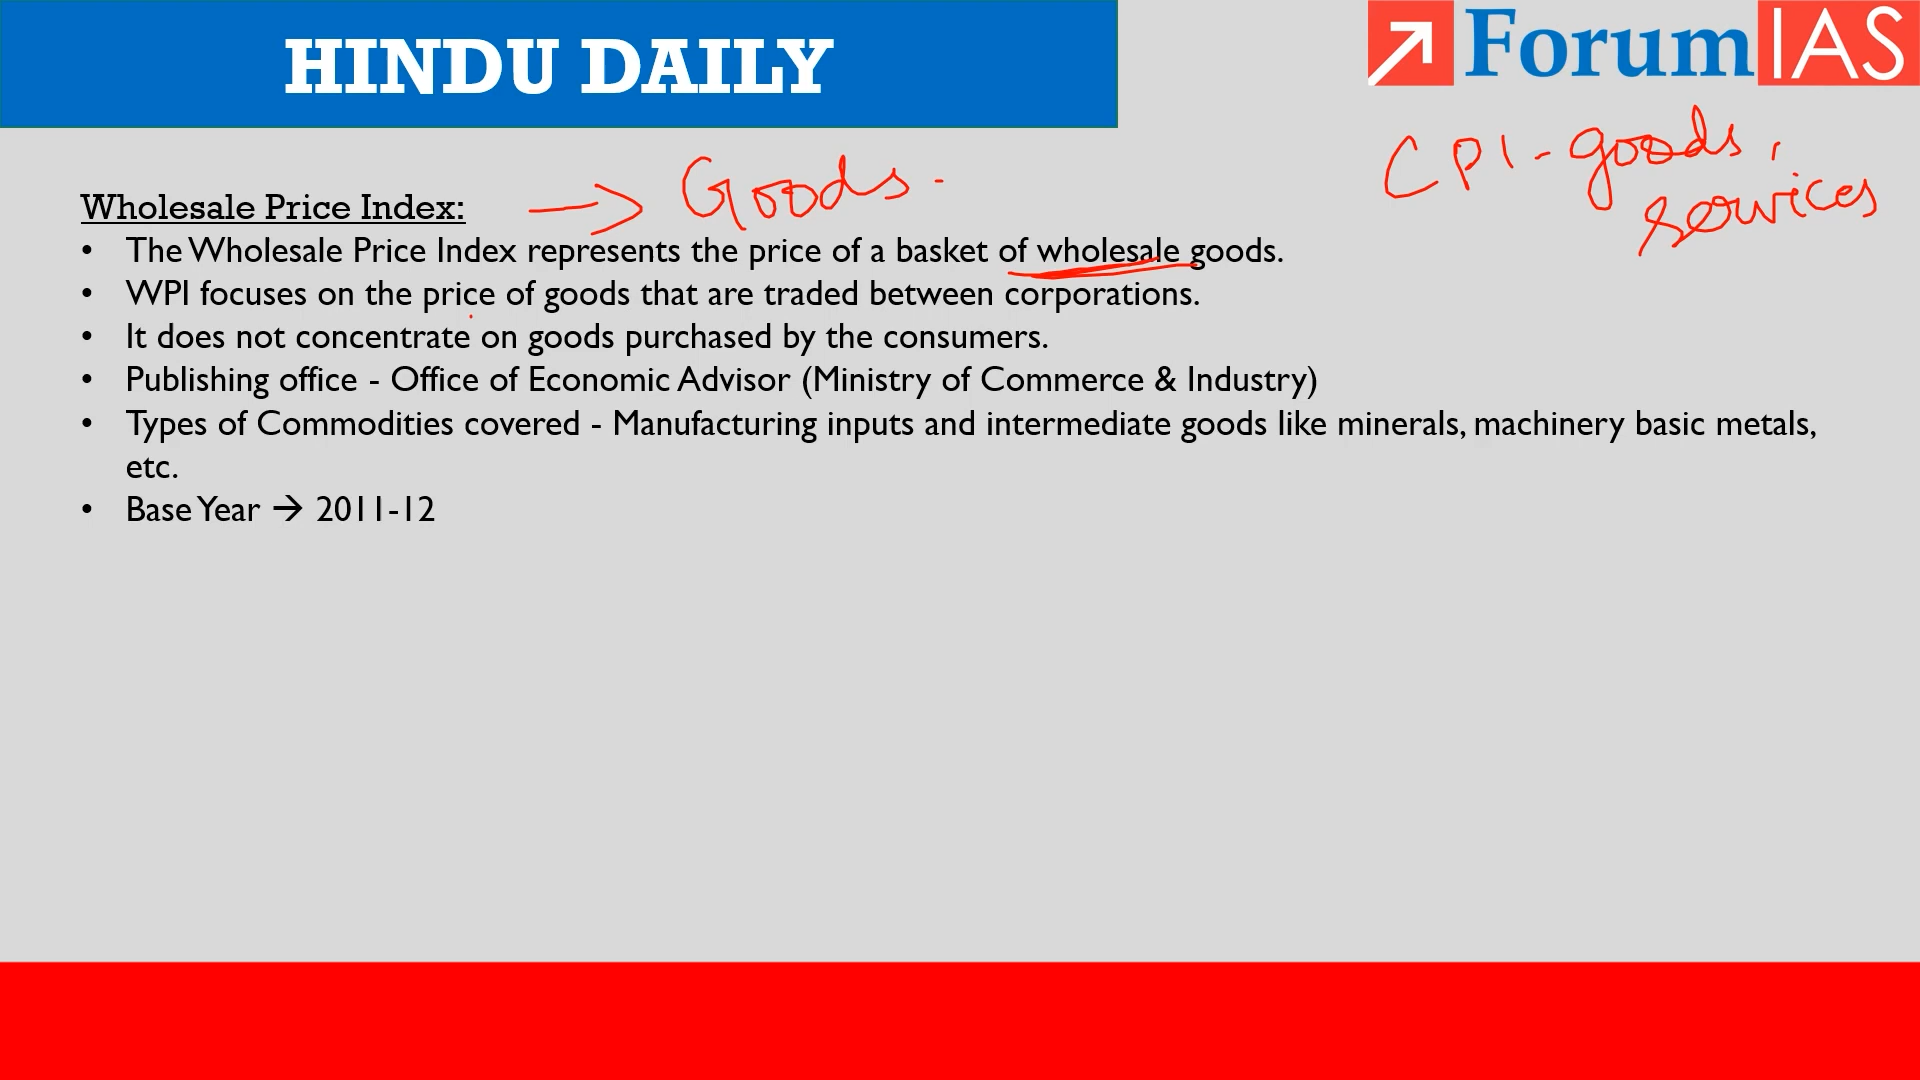 HINDU DAILY
Forum IAS
CPI - goods,
services
Wholesale Price Index: → Goods.
• The Wholesale Price Index represents the price of a basket of wholesale goods.
• WPI focuses on the price of goods that are traded between corporations.
• It does not concentrate on goods purchased by the consumers.
• Publishing office - Office of Economic Advisor (Ministry of Commerce & Industry)
• Types of Commodities covered - Manufacturing inputs and intermediate goods like minerals, machinery basic metals,
etc.
• Base Year → 2011-12